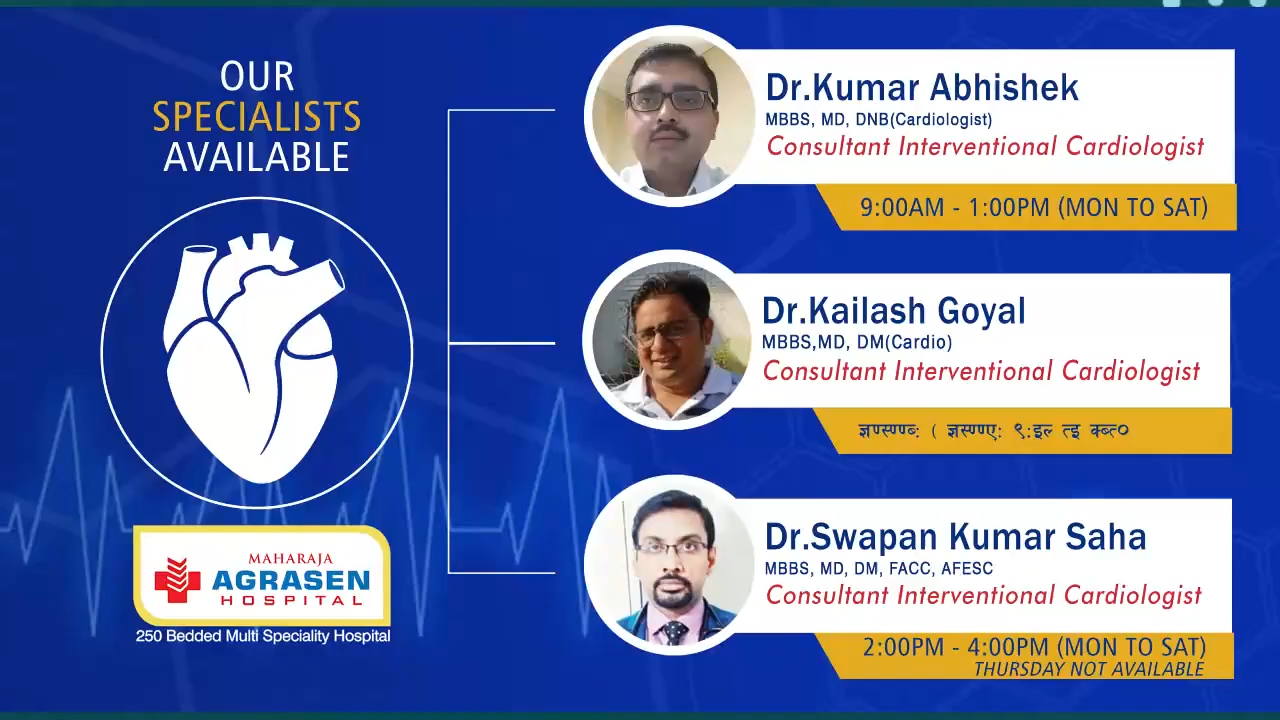 OUR
SPECIALISTS
AVAILABLE
MAHARAJA
AGRASEN
HOSPITAL
250 Bedded Multi Speciality Hospital
Dr.Kumar Abhishek
MBBS, MD, DNB(Cardiologist)
Consultant Interventional Cardiologist
9:00AM - 1:00PM (MON TO SAT)
Dr.Kailash Goyal
MBBS,MD, DM(Cardio)
Consultant Interventional Cardiologist
Dr.Swapan Kumar Saha
MBBS, MD, DM, FACC, AFESC
Consultant Interventional Cardiologist
2:00PM - 4:00PM (MON TO SAT)
THURSDAY NOT AVAILABLE